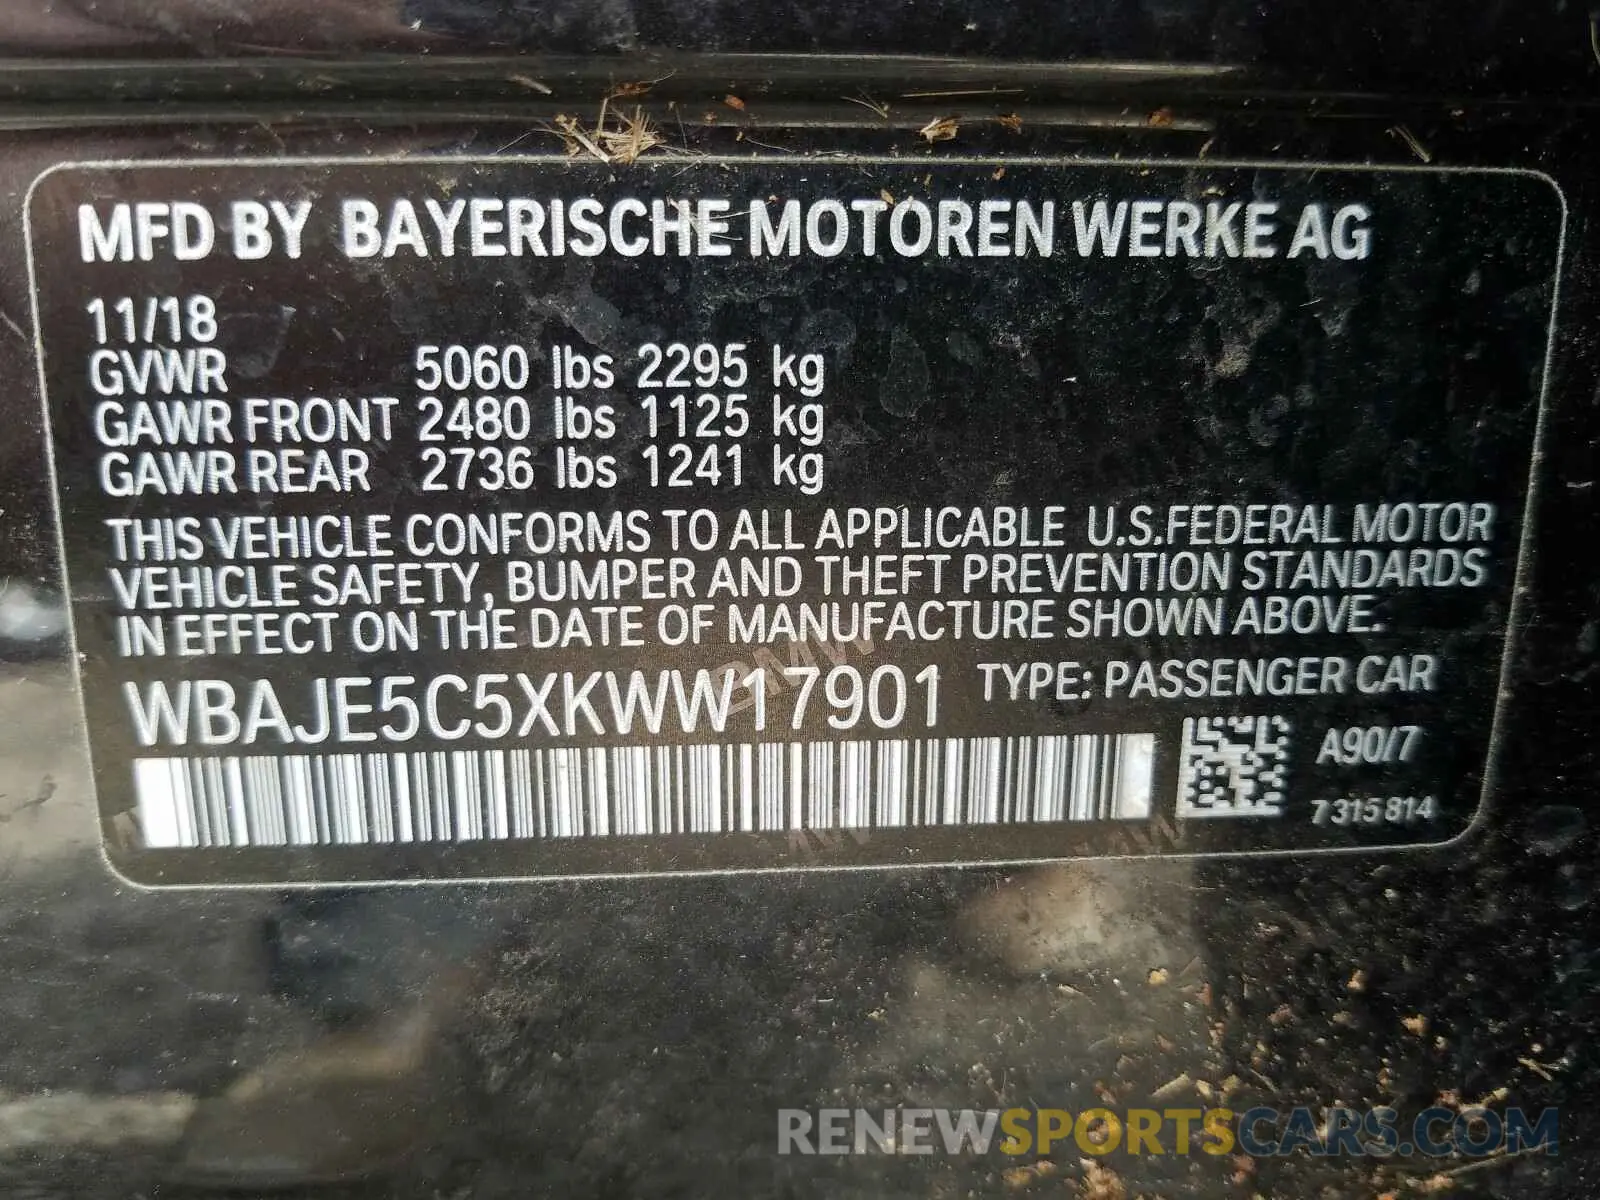 MFD BY BAYERISCHE MOTOREN WERKE AG
11/18
GVWR 5060 lbs 2295 kg
GAWR FRONT 2480 lbs 1125 kg
GAWR REAR 2736 lbs 1241 kg
THIS VEHICLE CONFORMS TO ALL APPLICABLE U.S.FEDERAL MOTOR
VEHICLE SAFETY, BUMPER AND THEFT PREVENTION STANDARDS
IN EFFECT ON THE DATE OF MANUFACTURE SHOWN ABOVE.
WBAJE5C5XKWW17901 TYPE: PASSENGER CAR
A90/7
7315814
BMW
RENEWSPORTSCARS.COM